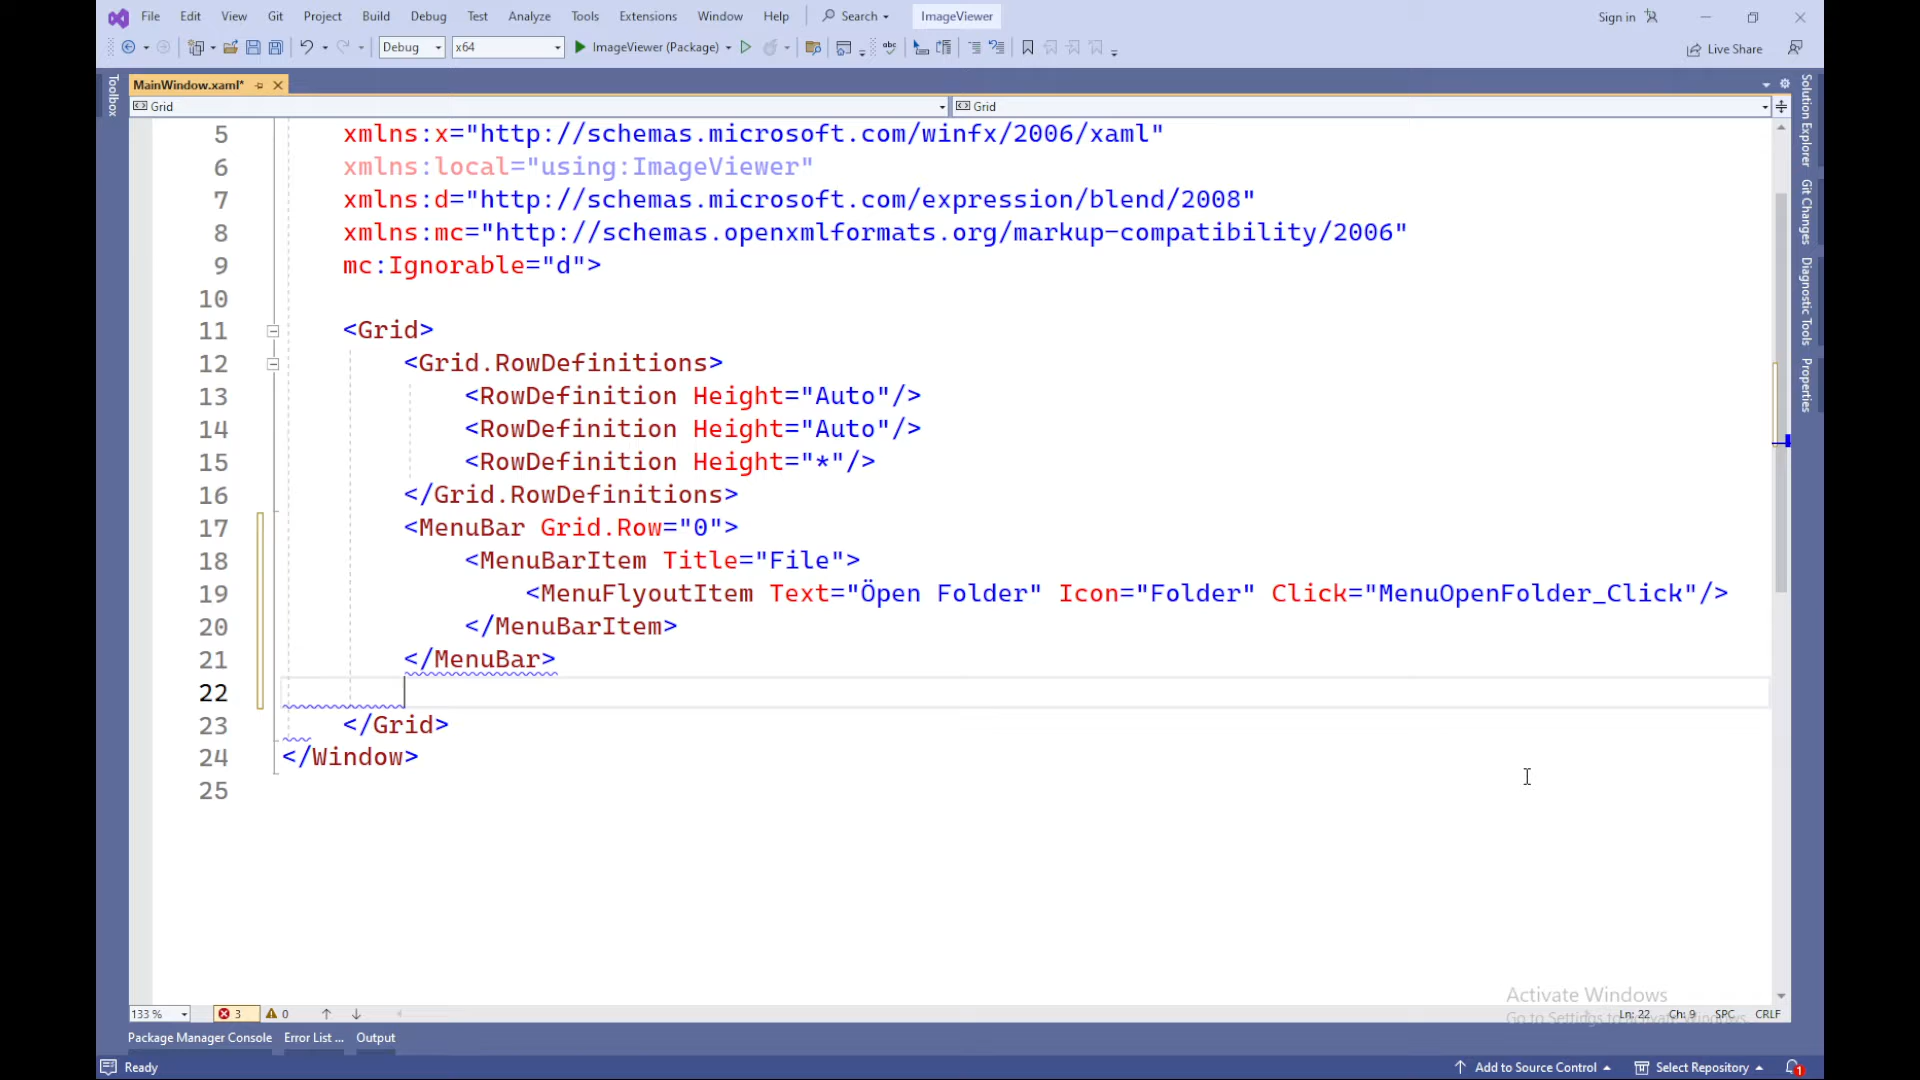 File Edit View Git Project Build Debug Test Analyze Tools Extensions Window Help Search ImageViewer Sign in
Debug x64 ImageViewer (Package) Live Share
Toolbox
MainWindow.xaml*
Grid Grid
5 xmlns:x="http://schemas.microsoft.com/winfx/2006/xaml"
6 xmlns:local="using:ImageViewer"
7 xmlns:d="http://schemas.microsoft.com/expression/blend/2008"
8 xmlns:mc="http://schemas.openxmlformats.org/markup-compatibility/2006"
9 mc:Ignorable="d">
10
11 <Grid>
12 <Grid.RowDefinitions>
13 <RowDefinition Height="Auto"/>
14 <RowDefinition Height="Auto"/>
15 <RowDefinition Height="*"/>
16 </Grid.RowDefinitions>
17 <MenuBar Grid.Row="0">
18 <MenuBarItem Title="File">
19 <MenuFlyoutItem Text="Öpen Folder" Icon="Folder" Click="MenuOpenFolder_Click"/>
20 </MenuBarItem>
21 </MenuBar>
22
23 </Grid>
24 </Window>
25
Solution Explorer
Git Changes
Diagnostic Tools
Properties
Activate Windows
Go to Settings to activate Windows.
133 % 3 0 Ln: 22 Ch: 9 SPC CRLF
Package Manager Console Error List ... Output
Ready Add to Source Control Select Repository 1